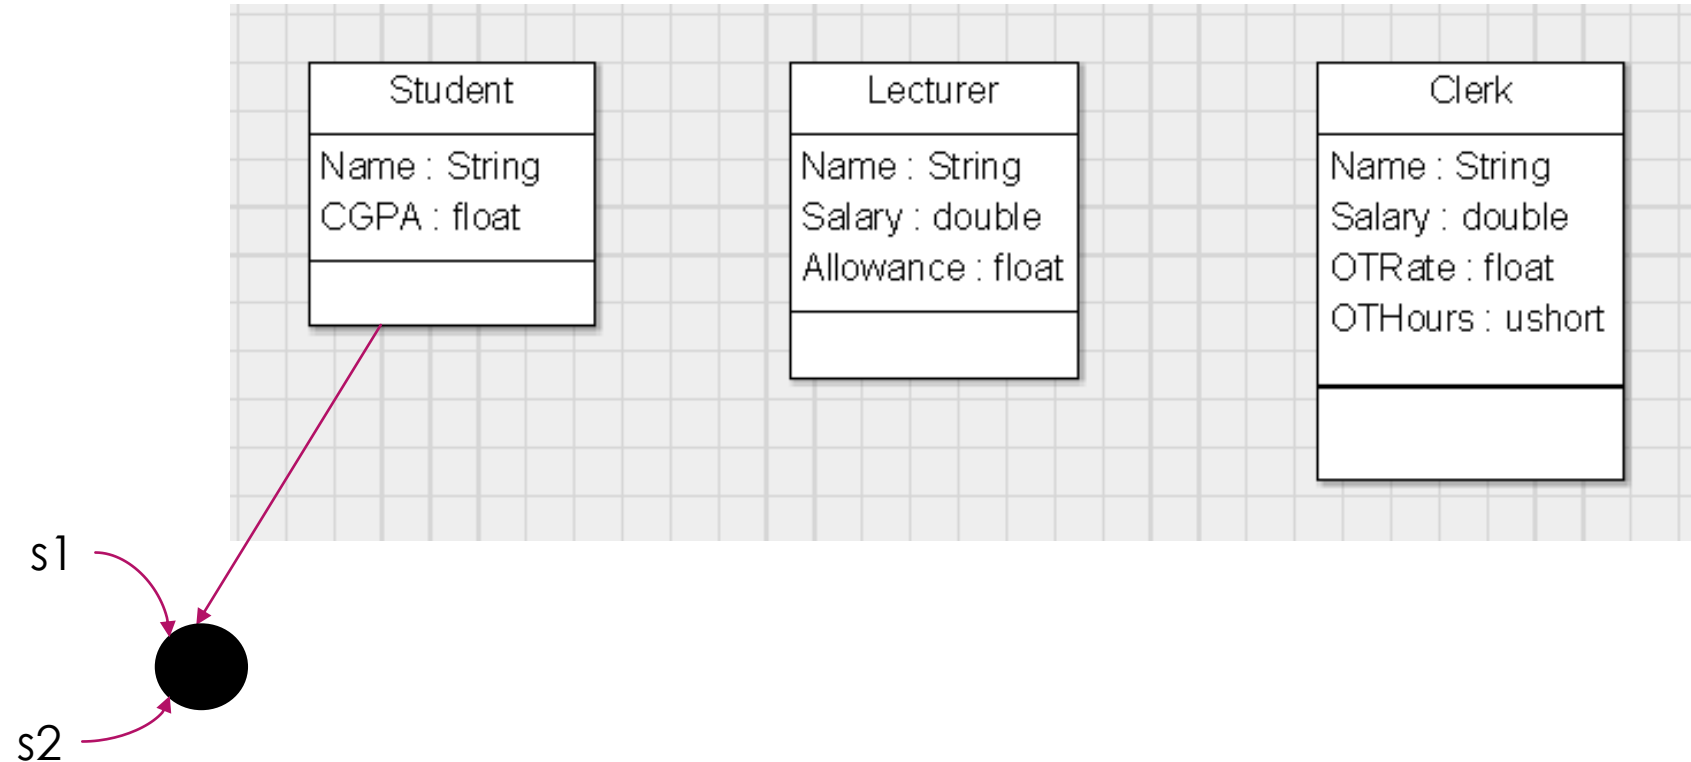 Student
Name : String
CGPA : float
Lecturer
Name : String
Salary : double
Allowance : float
Clerk
Name : String
Salary : double
OTRate : float
OTHours : ushort
s1
s2